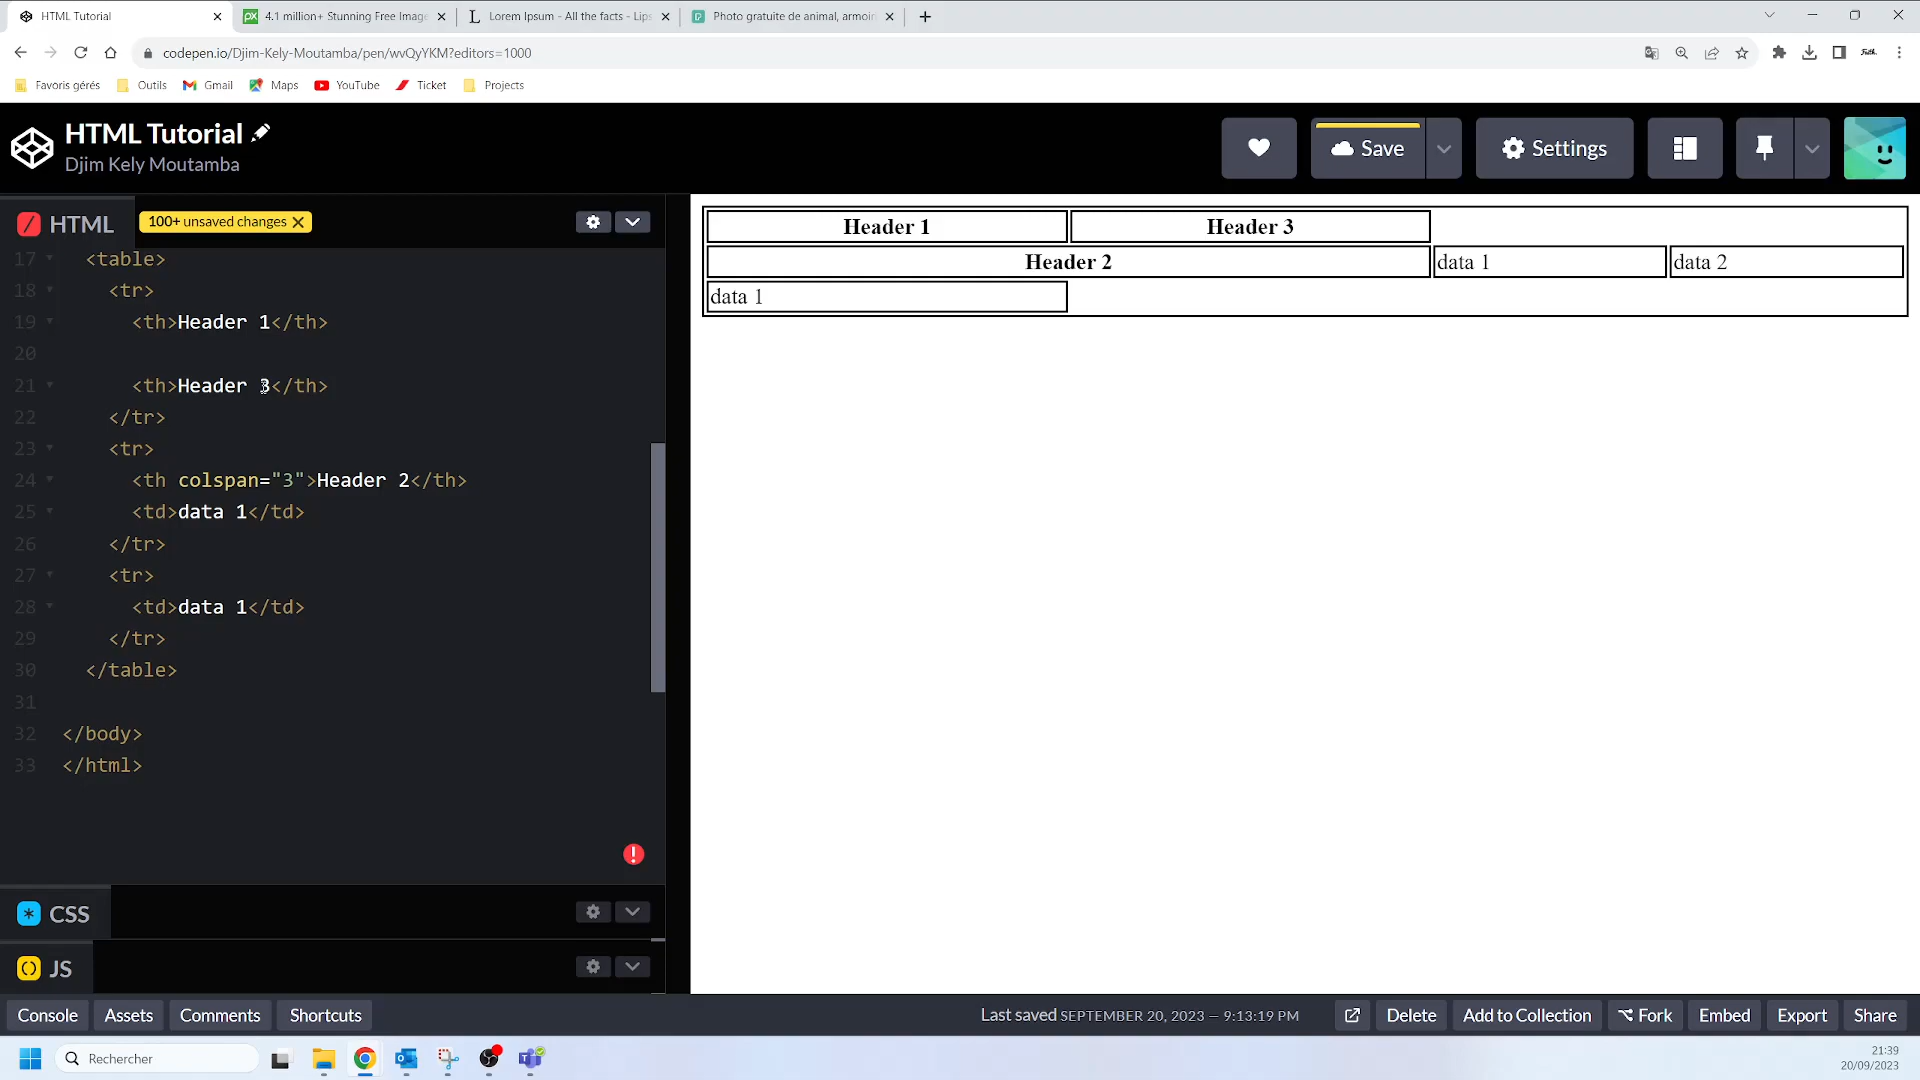 HTML Tutorial
4.1 million+ Stunning Free Image
Lorem Ipsum - All the facts - Lips
Photo gratuite de animal, armoir
codepen.io/Djim-Kely-Moutamba/pen/wvQyYKM?editors=1000
Favoris gérés
Outils
Gmail
Maps
YouTube
Ticket
Projects
HTML Tutorial
Djim Kely Moutamba
Save
Settings
HTML
100+ unsaved changes
17 <table>
18 <tr>
19 <th>Header 1</th>
20
21 <th>Header 3</th>
22 </tr>
23 <tr>
24 <th colspan="3">Header 2</th>
25 <td>data 1</td>
26 </tr>
27 <tr>
28 <td>data 1</td>
29 </tr>
30 </table>
31
32 </body>
33 </html>
Header 1 Header 3
Header 2 data 1 data 2
data 1
CSS
JS
Console
Assets
Comments
Shortcuts
Last saved SEPTEMBER 20, 2023 — 9:13:19 PM
Delete
Add to Collection
Fork
Embed
Export
Share
Rechercher
21:39
20/09/2023